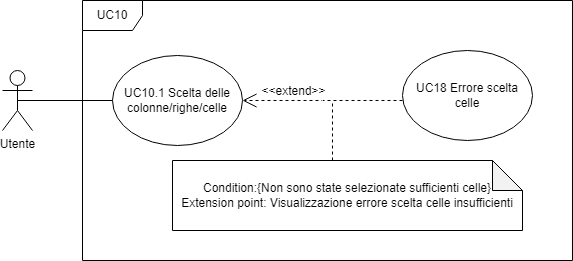 UC10
UC10.1 Scelta delle
colonne/righe/celle
<<extend>>
UC18 Errore scelta
celle
Utente
Condition:{Non sono state selezionate sufficienti celle}
Extension point: Visualizzazione errore scelta celle insufficienti